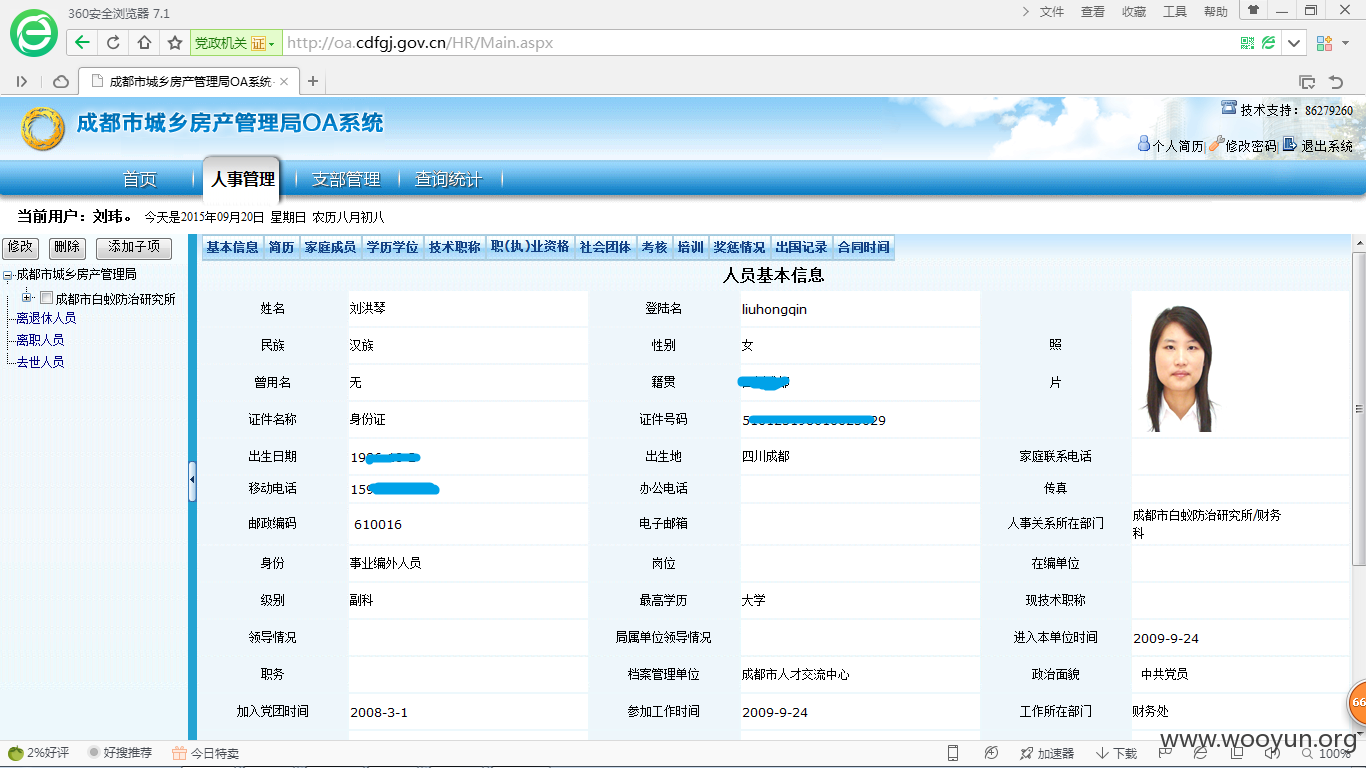 360安全浏览器 7.1
文件 查看 收藏 工具 帮助
党政机关 证 http://oa.cdfgj.gov.cn/HR/Main.aspx
成都市城乡房产管理局OA系统
成都市城乡房产管理局OA系统
技术支持：86279260
个人简历 修改密码 退出系统
首页 人事管理 支部管理 查询统计
当前用户：刘玮。 今天是2015年09月20日 星期日 农历八月初八
修改 删除 添加子项
成都市城乡房产管理局
成都市白蚁防治研究所
离退休人员
离职人员
去世人员
基本信息 简历 家庭成员 学历学位 技术职称 职(执)业资格 社会团体 考核 培训 奖惩情况 出国记录 合同时间
人员基本信息
姓名 刘洪琴 登陆名 liuhongqin
民族 汉族 性别 女 照
曾用名 无 籍贯 片
证件名称 身份证 证件号码 5 29
出生日期 19 出生地 四川成都 家庭联系电话
移动电话 159 办公电话 传真
邮政编码 610016 电子邮箱 人事关系所在部门 成都市白蚁防治研究所/财务科
身份 事业编外人员 岗位 在编单位
级别 副科 最高学历 大学 现技术职称
领导情况 局属单位领导情况 进入本单位时间 2009-9-24
职务 档案管理单位 成都市人才交流中心 政治面貌 中共党员
加入党团时间 2008-3-1 参加工作时间 2009-9-24 工作所在部门 财务处
66
www.wooyun.org
2%好评 好搜推荐 今日特卖 加速器 下载 100%